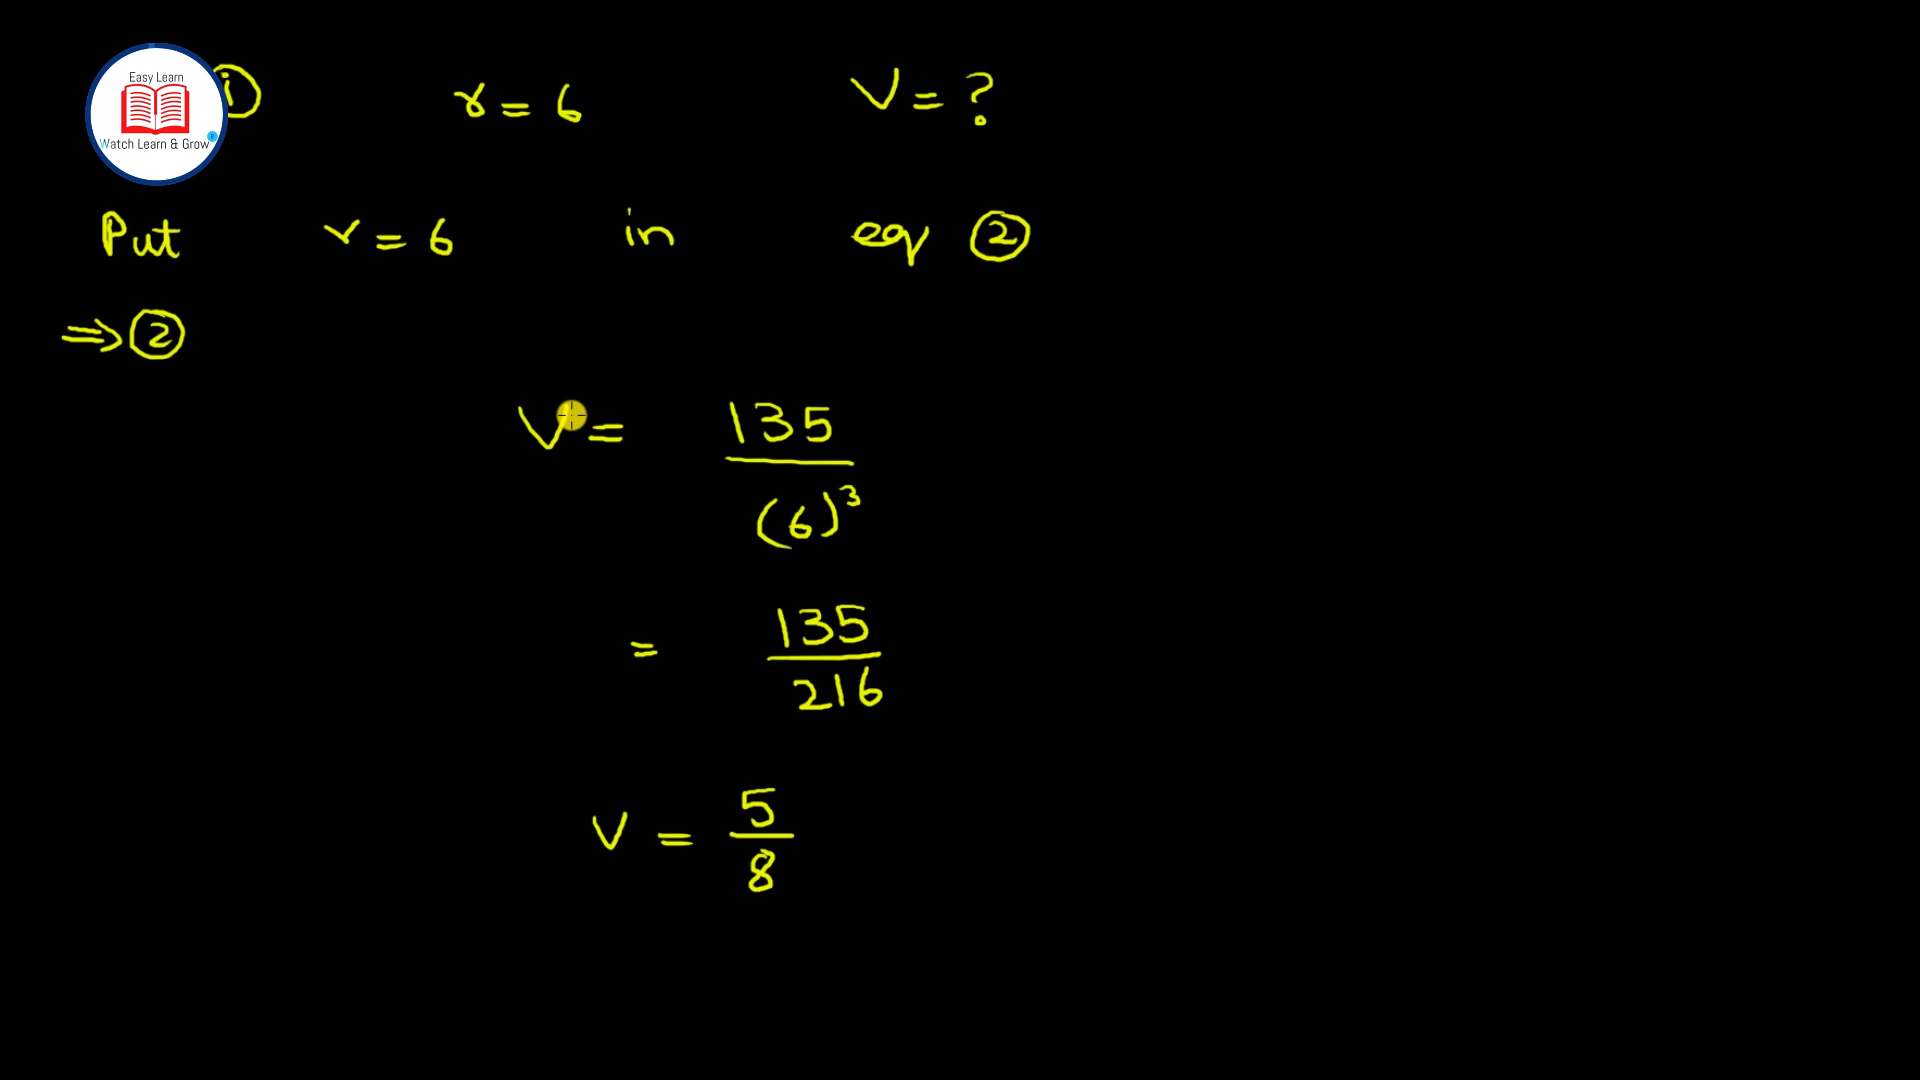 Easy Learn
Watch Learn & Grow
i
r = 6 V = ?
Put r = 6 in eq ②
⇒ ②
V = 135
(6)³
= 135
216
V = 5
8